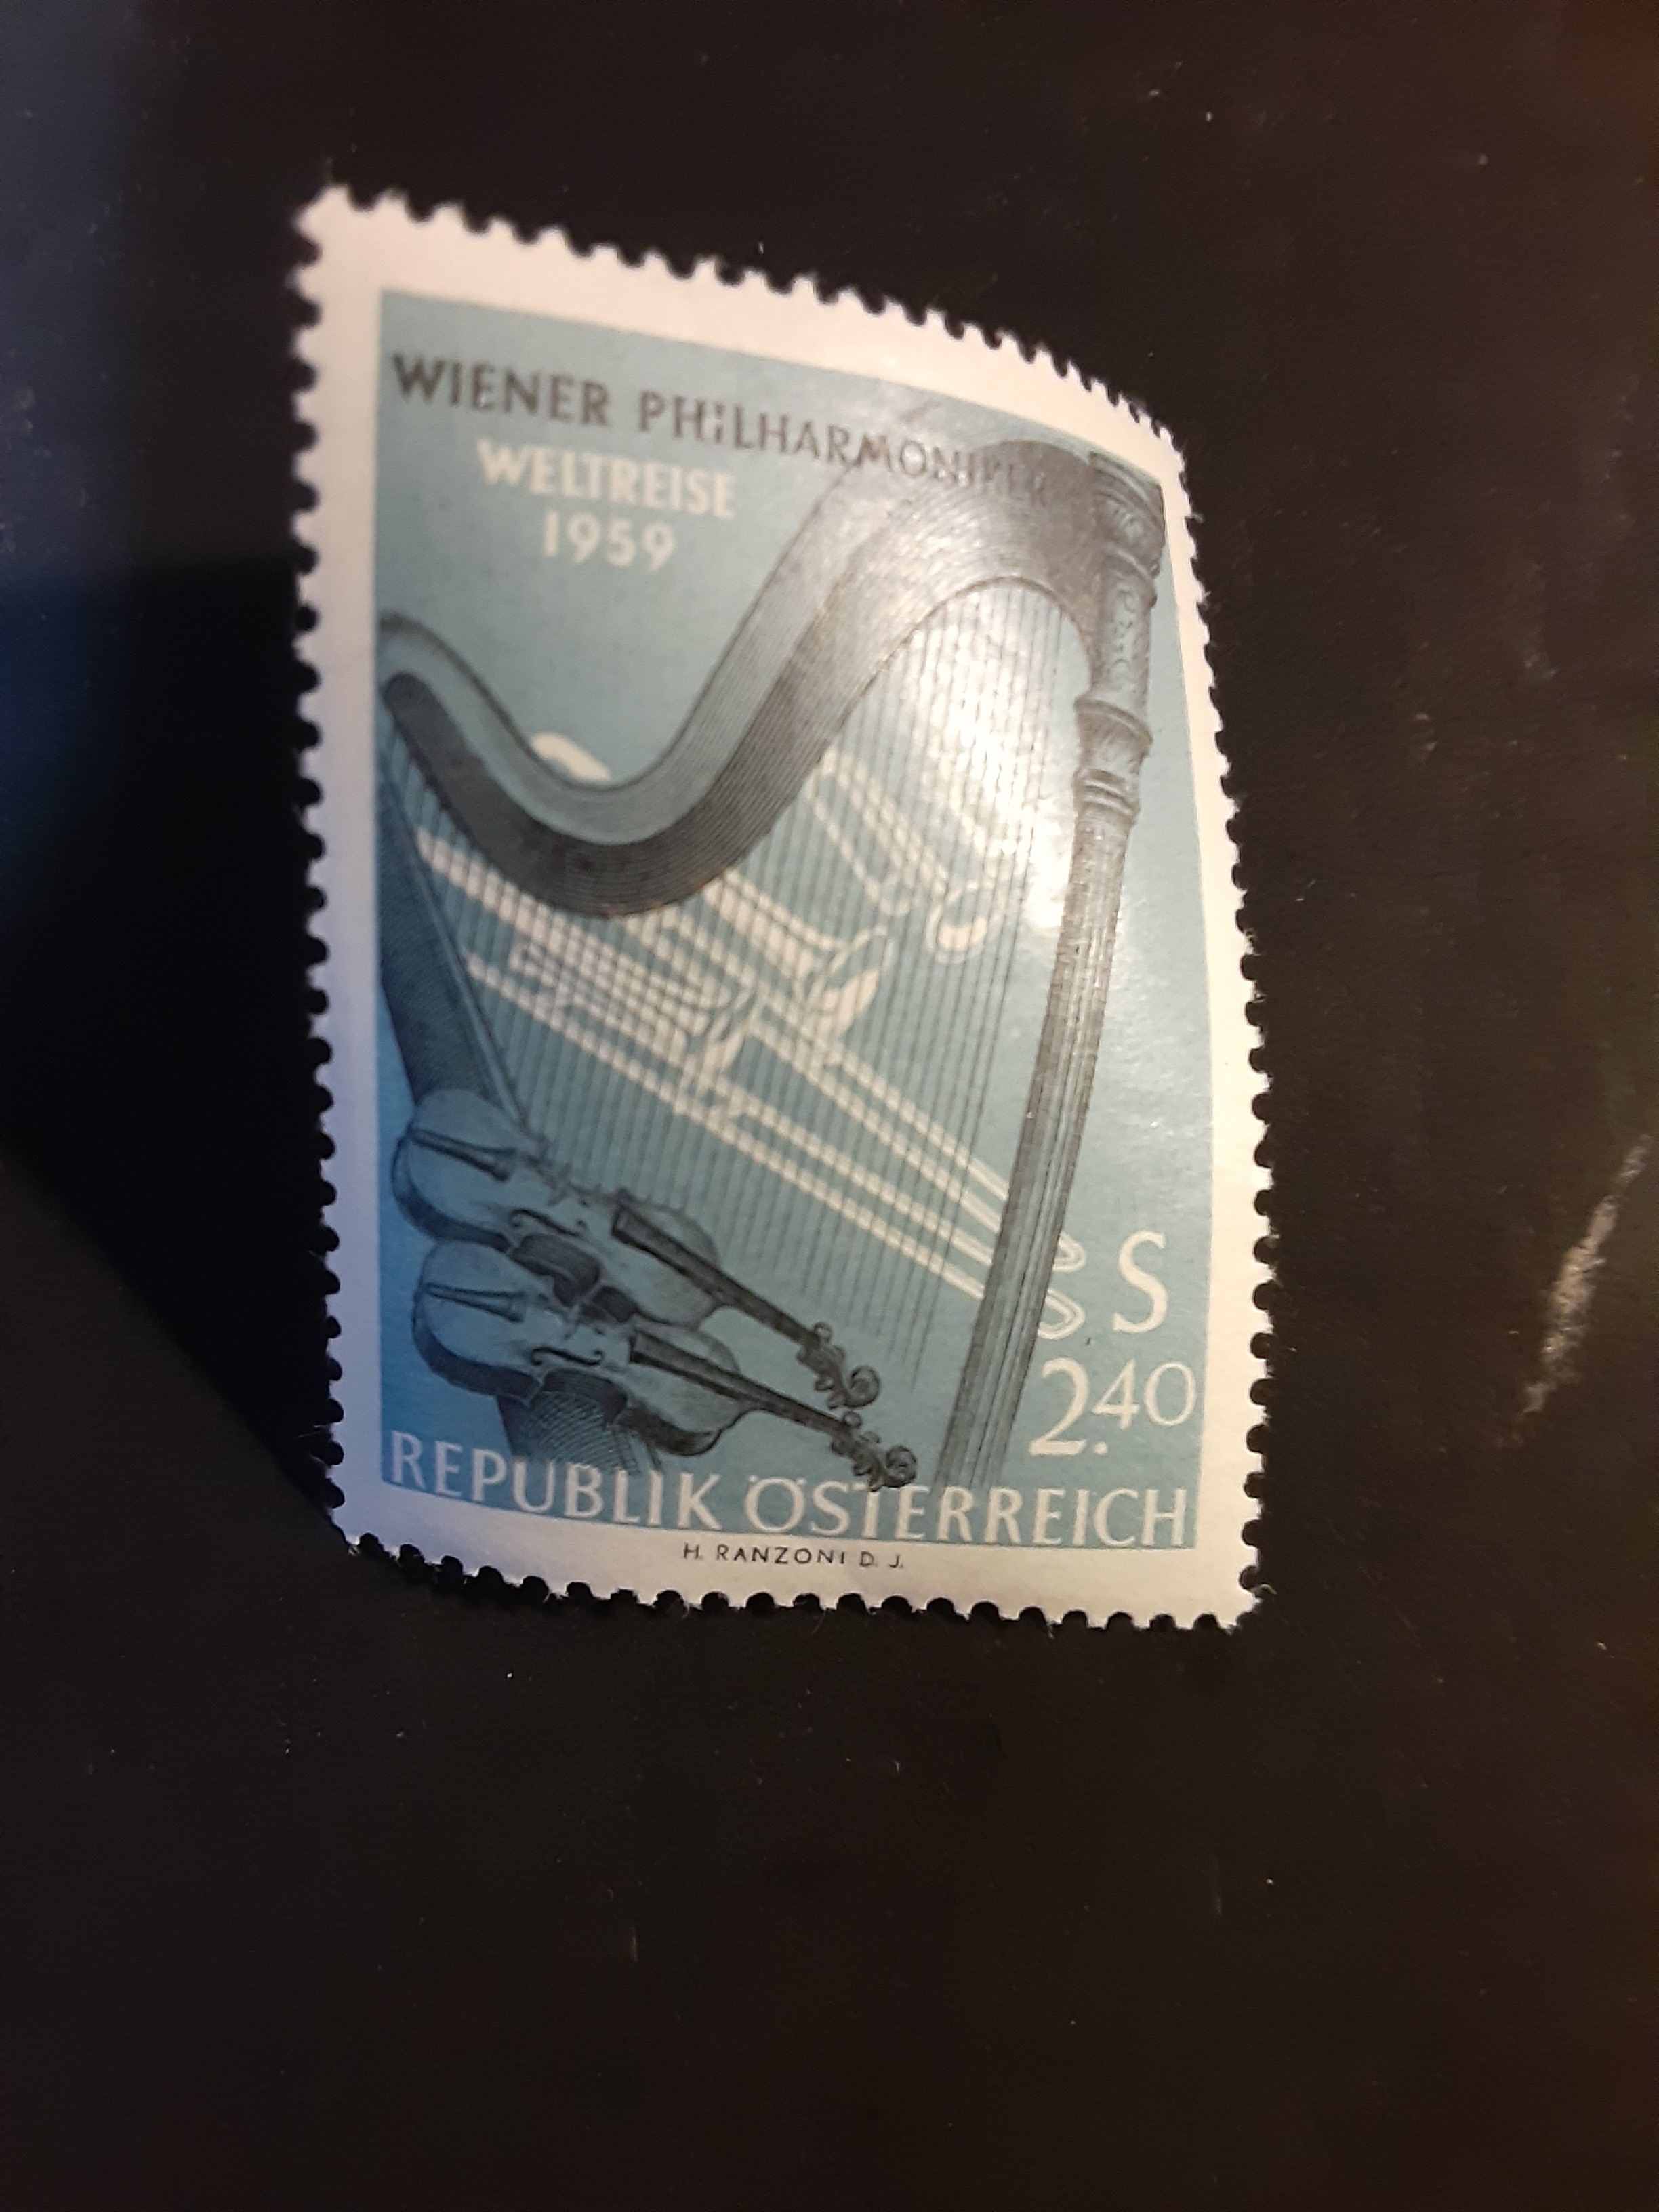 WIENER PHILHARMONIKER
WELTREISE
1959
S
2.40
REPUBLIK ÖSTERREICH
H. RANZONI D. J.